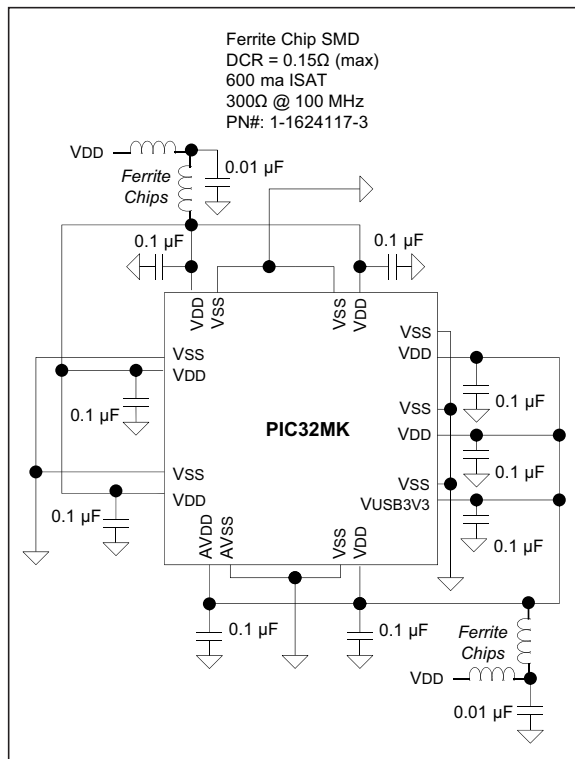 Ferrite Chip SMD
DCR = 0.15Ω (max)
600 ma ISAT
300Ω @ 100 MHz
PN#: 1-1624117-3
VDD
0.01 µF
Ferrite
Chips
0.1 µF
0.1 µF
VDD
VSS
VSS
VDD
VSS
VDD
VSS
VDD
0.1 µF
0.1 µF
VSS
VDD
PIC32MK
0.1 µF
VSS
VDD
VSS
VUSB3V3
0.1 µF
0.1 µF
AVDD
AVSS
VSS
VDD
0.1 µF
0.1 µF
Ferrite
Chips
VDD
0.01 µF